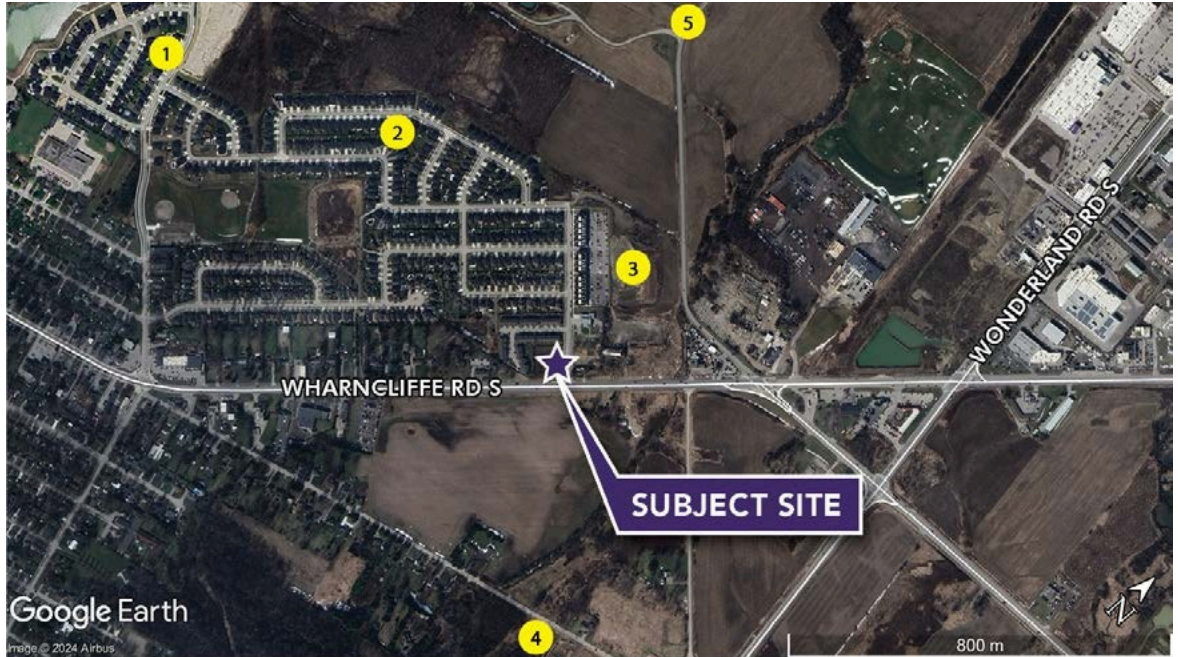 5
1
2
WONDERLAND RD S
3
WHARNCLIFFE RD S
SUBJECT SITE
Google Earth
Image © 2024 Airbus
4
N
800 m